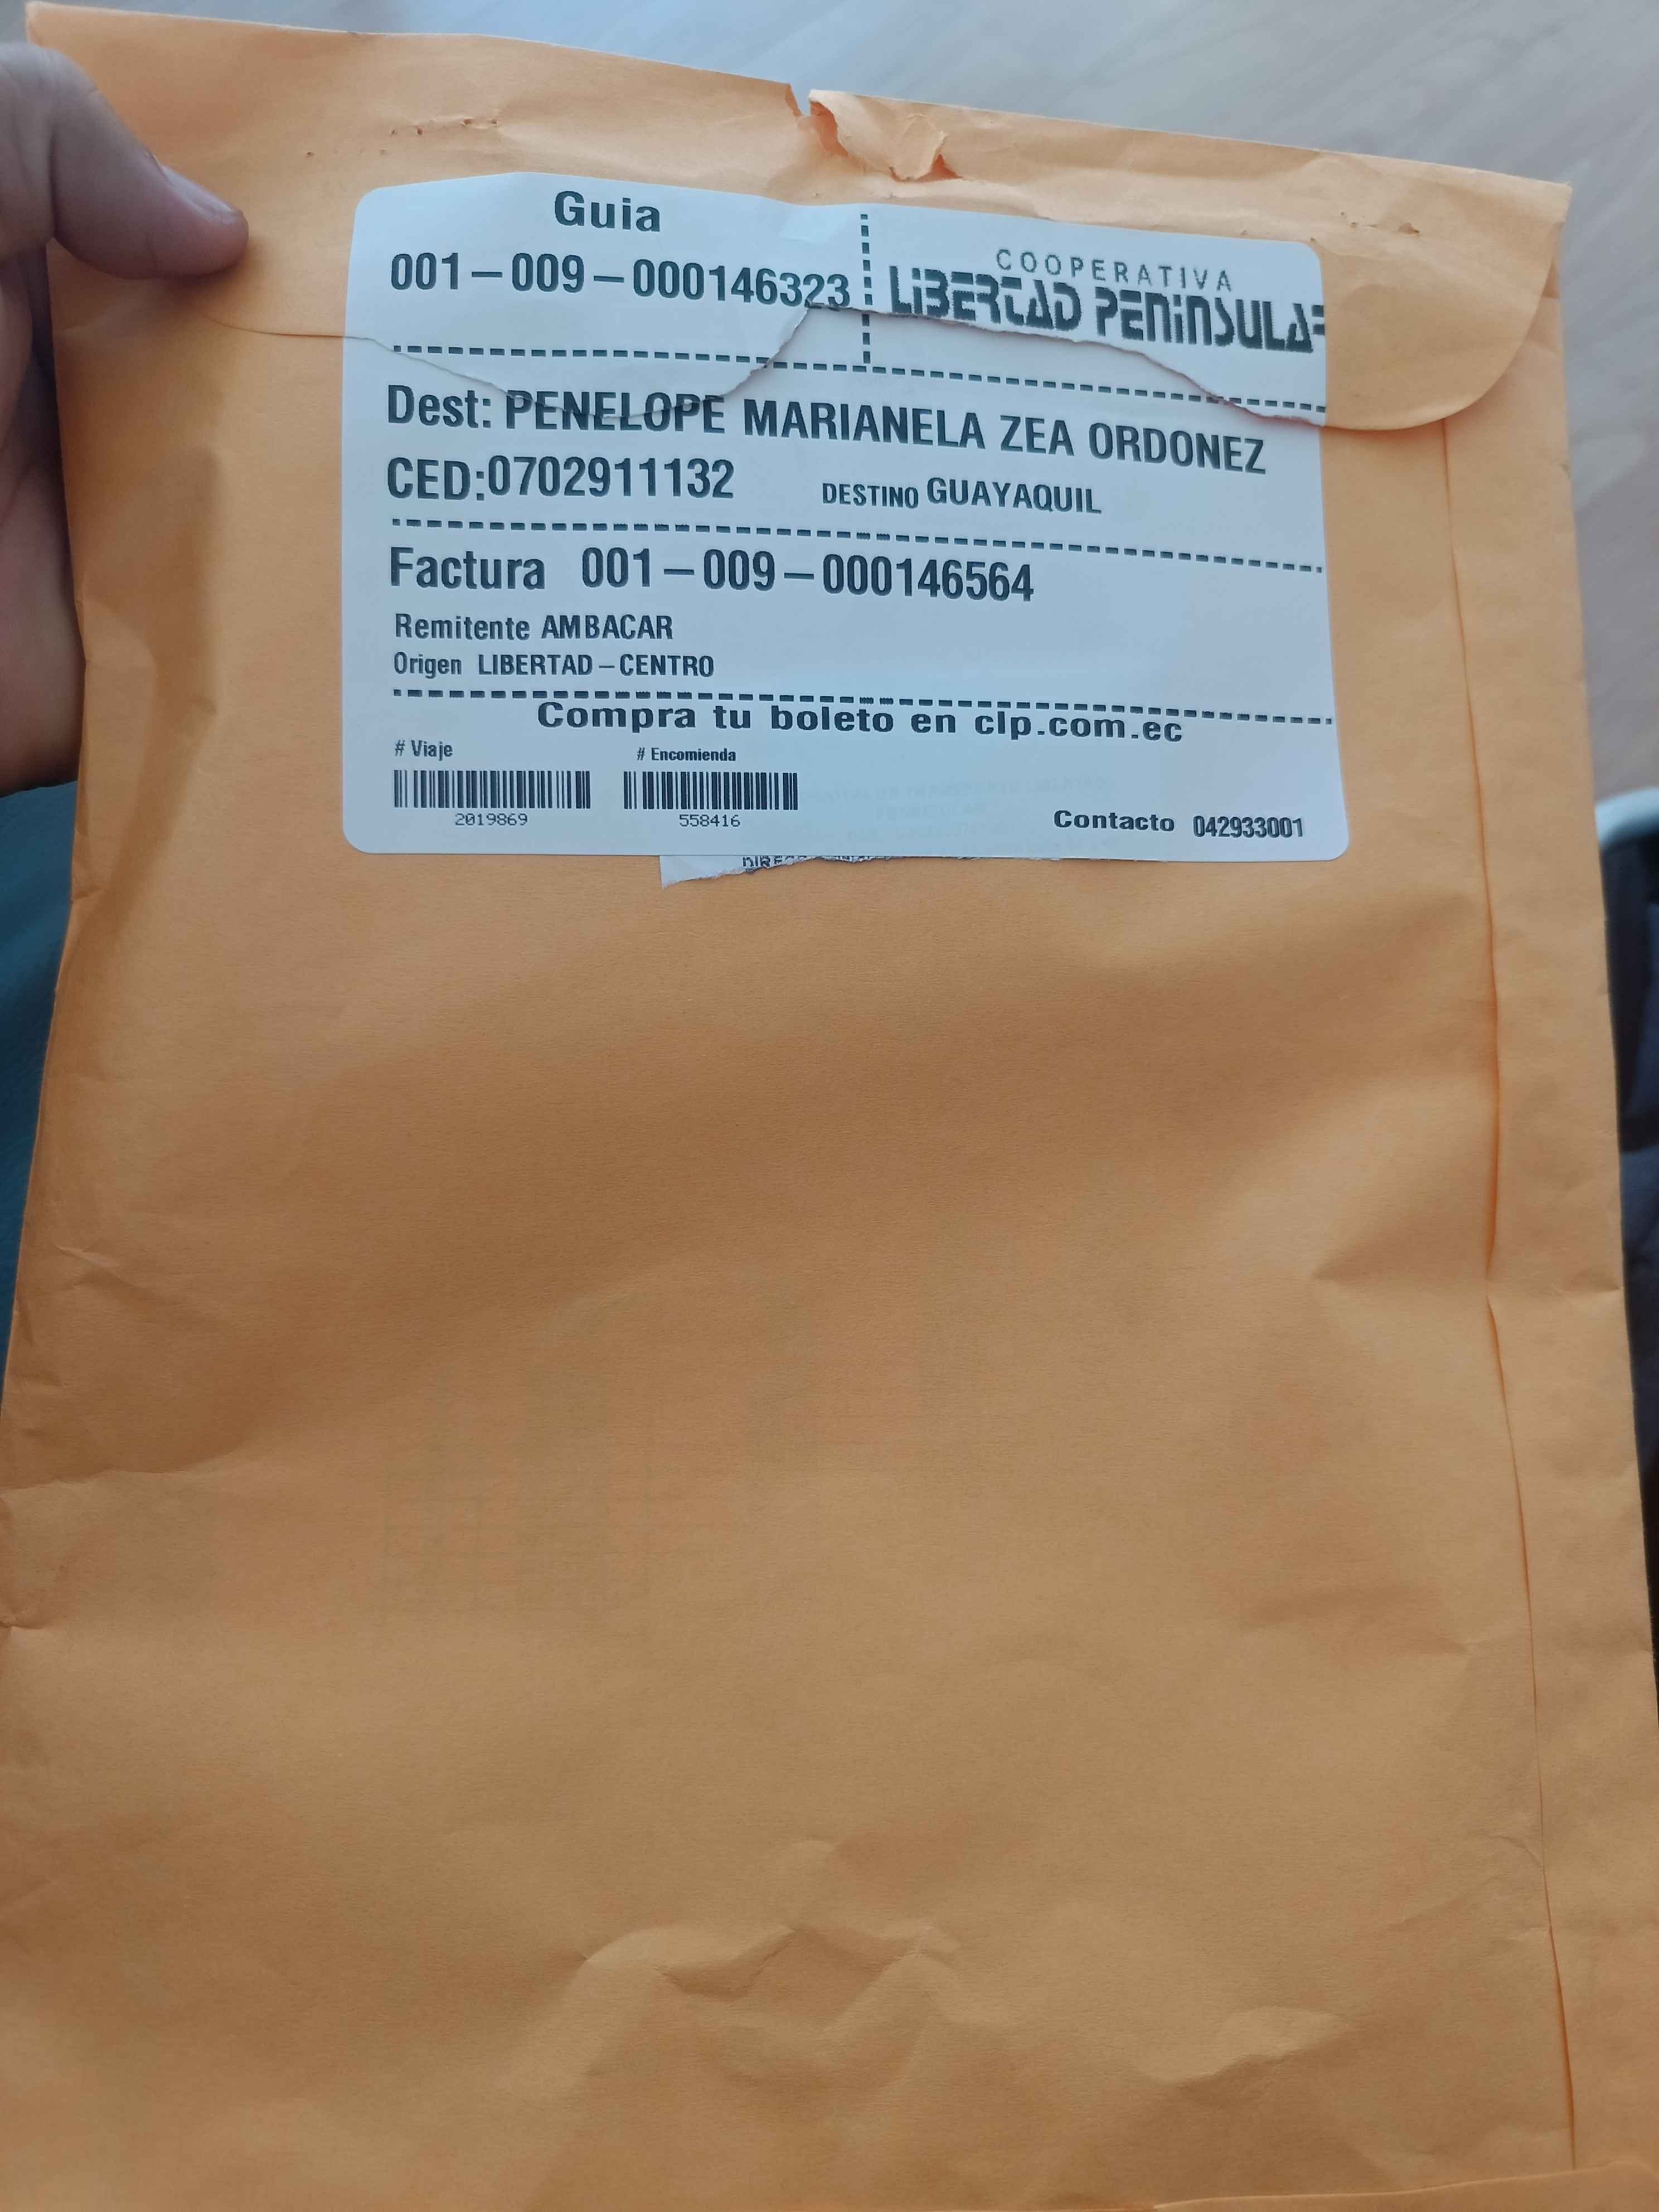 Guia
001-009-000146323
COOPERATIVA
LIBERTAD PENINSULAR
Dest: PENELOPE MARIANELA ZEA ORDONEZ
CED:0702911132 DESTINO GUAYAQUIL
Factura 001-009-000146564
Remitente AMBACAR
Origen LIBERTAD-CENTRO
Compra tu boleto en clp.com.ec
# Viaje # Encomienda
2019869 558416
Contacto 042933001